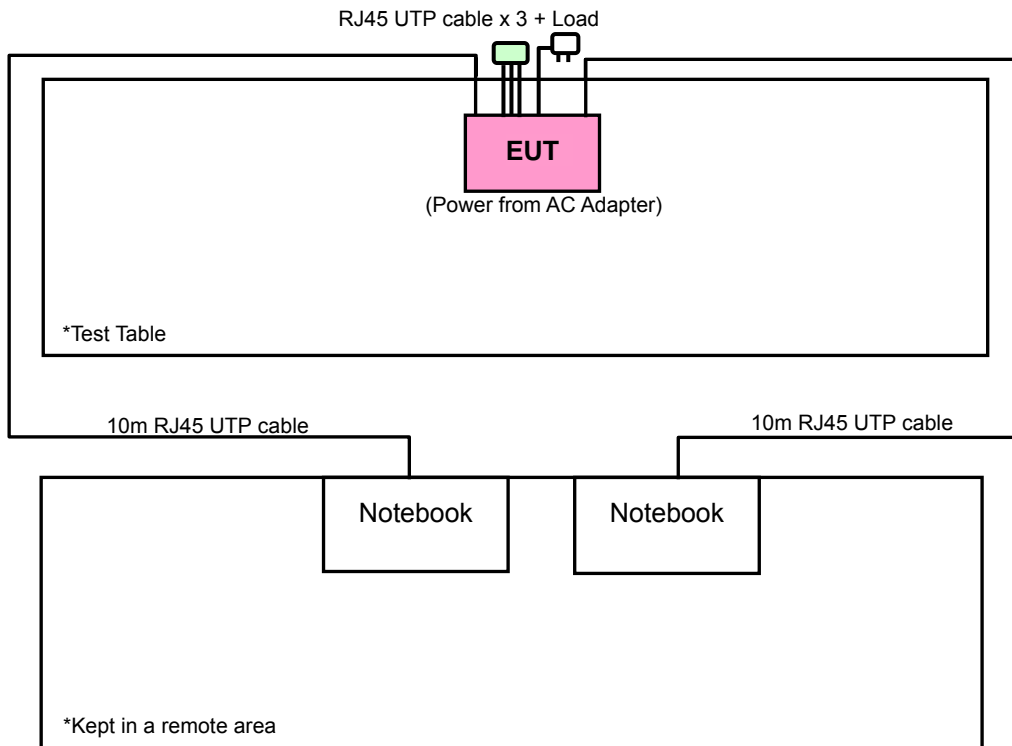 RJ45 UTP cable x 3 + Load
EUT
(Power from AC Adapter)
*Test Table
10m RJ45 UTP cable
10m RJ45 UTP cable
Notebook
Notebook
*Kept in a remote area